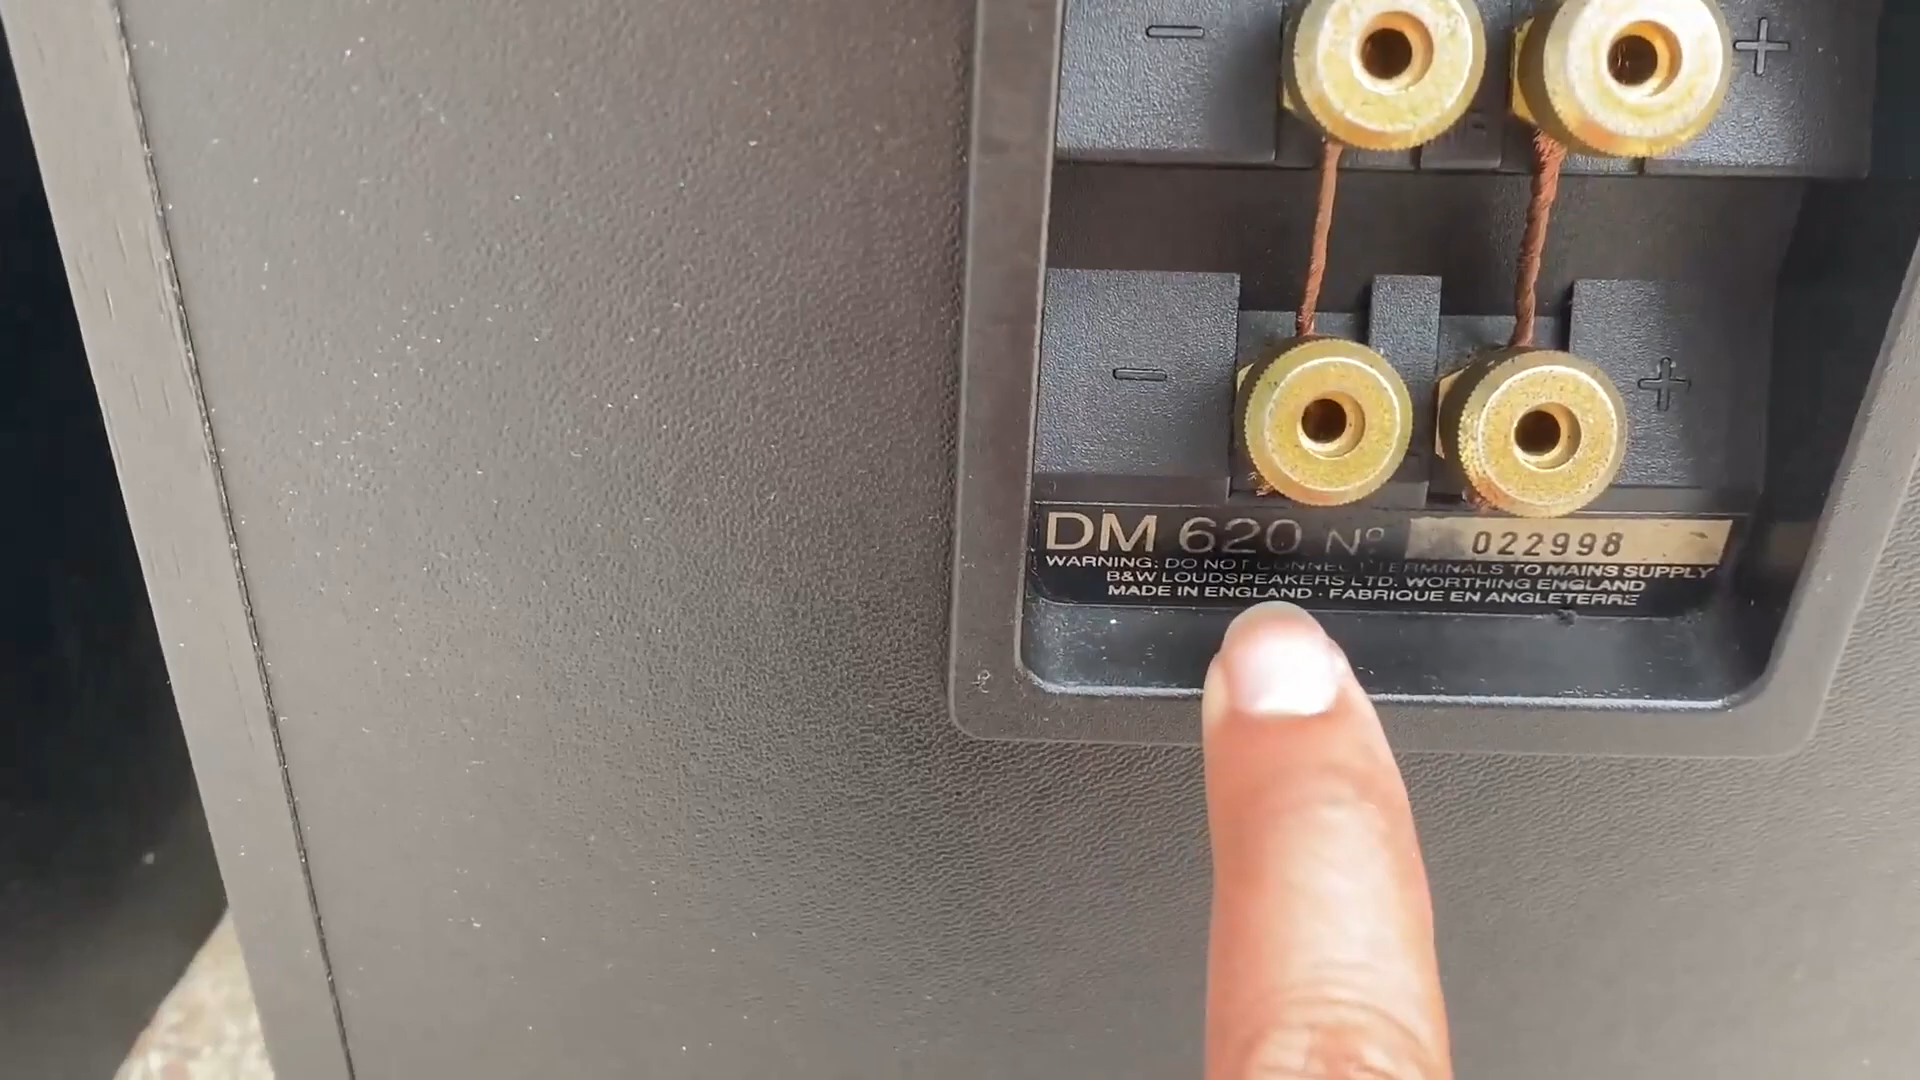 - +
- +
DM 620 Nº 022998
WARNING: DO NOT CONNECT TERMINALS TO MAINS SUPPLY
B&W LOUDSPEAKERS LTD. WORTHING ENGLAND
MADE IN ENGLAND · FABRIQUE EN ANGLETERRE